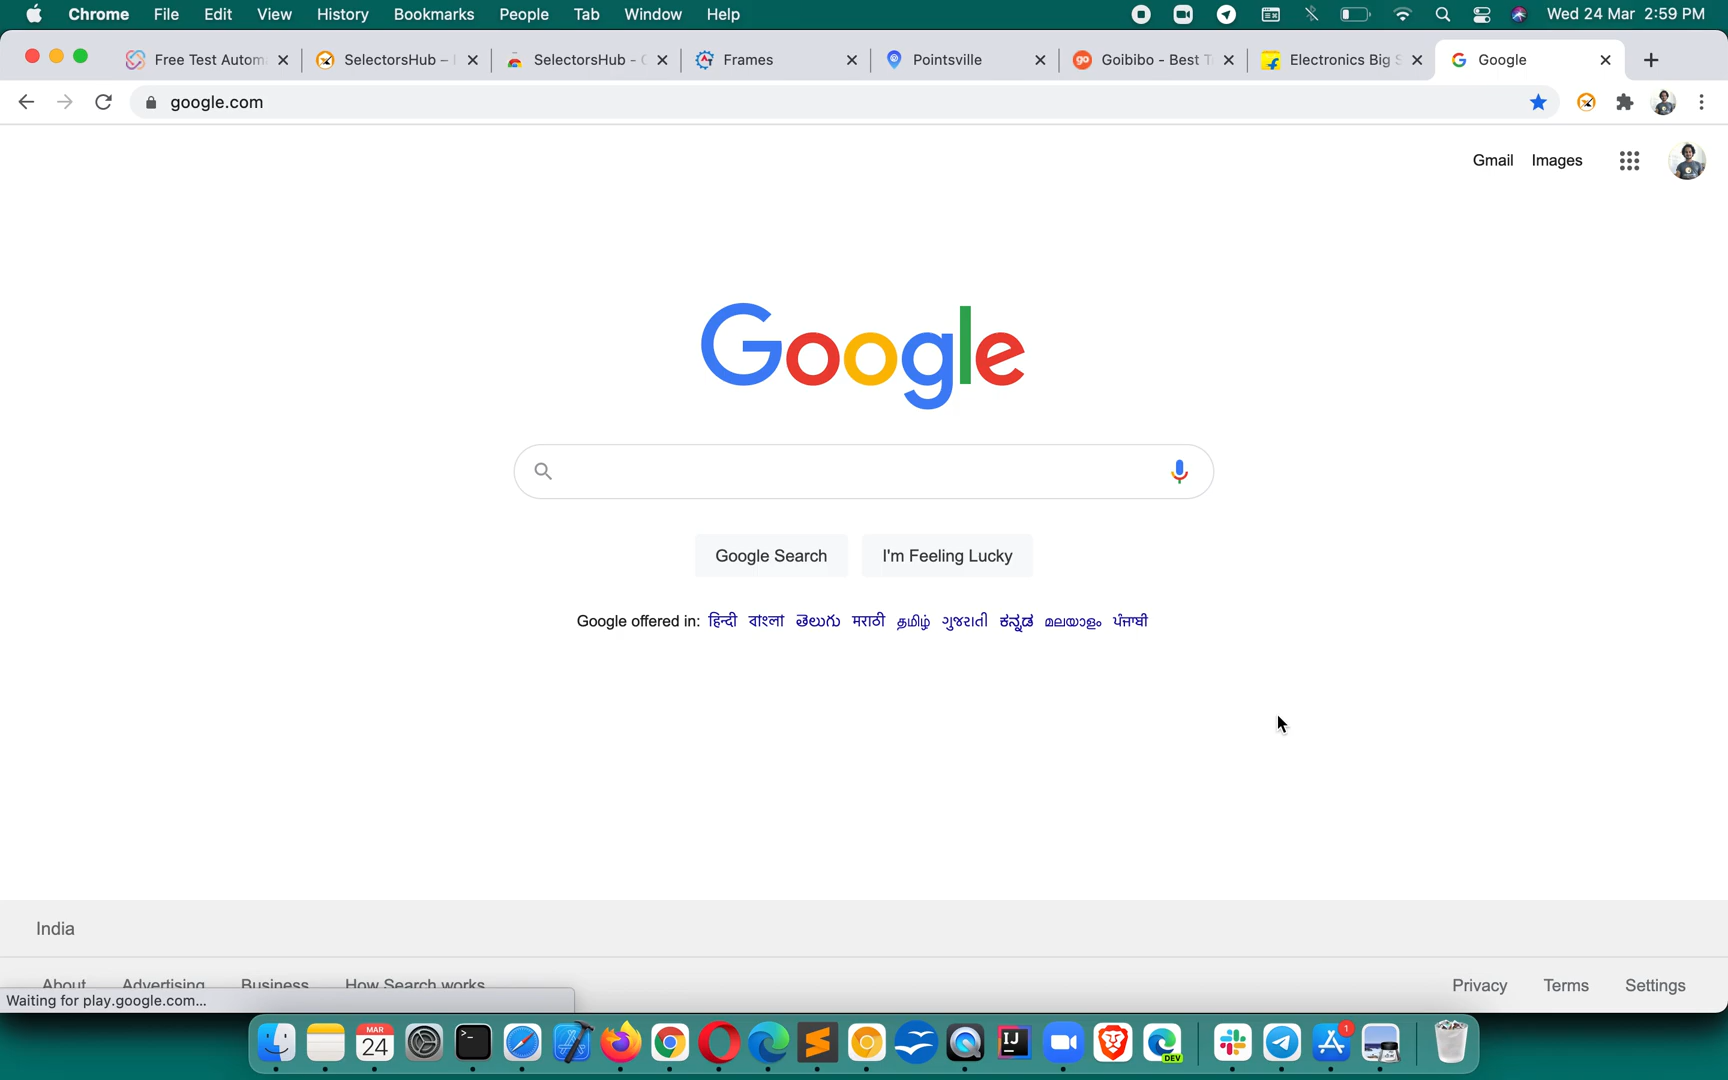 Chrome File Edit View History Bookmarks People Tab Window Help Wed 24 Mar 2:59 PM
Free Test Autom SelectorsHub – SelectorsHub - Frames Pointsville Goibibo - Best T Electronics Big S Google
google.com
Gmail Images
Google
Google Search I'm Feeling Lucky
Google offered in: हिन्दी বাংলা తెలుగు मराठी தமிழ் ગુજરાતી ಕನ್ನಡ മലയാളം ਪੰਜਾਬੀ
India
About Advertising Business How Search works Privacy Terms Settings
Waiting for play.google.com...
MAR
24
>_
IJ
DEV
1